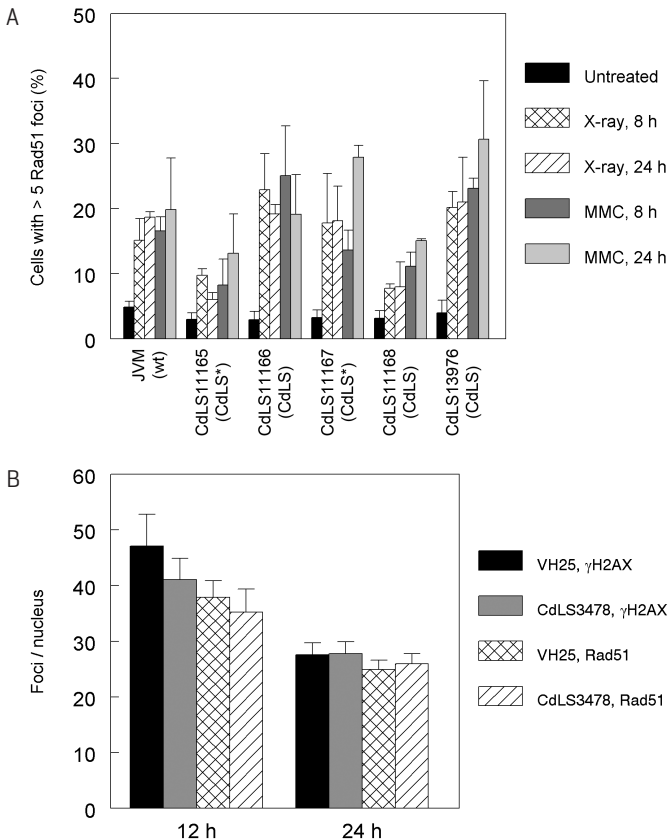 A
50
40
30
20
10
0
Cells with > 5 Rad51 foci (%)
JVM
(wt)
CdLS11165
(CdLS*)
CdLS11166
(CdLS)
CdLS11167
(CdLS*)
CdLS11168
(CdLS)
CdLS13976
(CdLS)
Untreated
X-ray, 8 h
X-ray, 24 h
MMC, 8 h
MMC, 24 h
B
60
50
40
30
20
10
0
Foci / nucleus
12 h
24 h
VH25, γH2AX
CdLS3478, γH2AX
VH25, Rad51
CdLS3478, Rad51